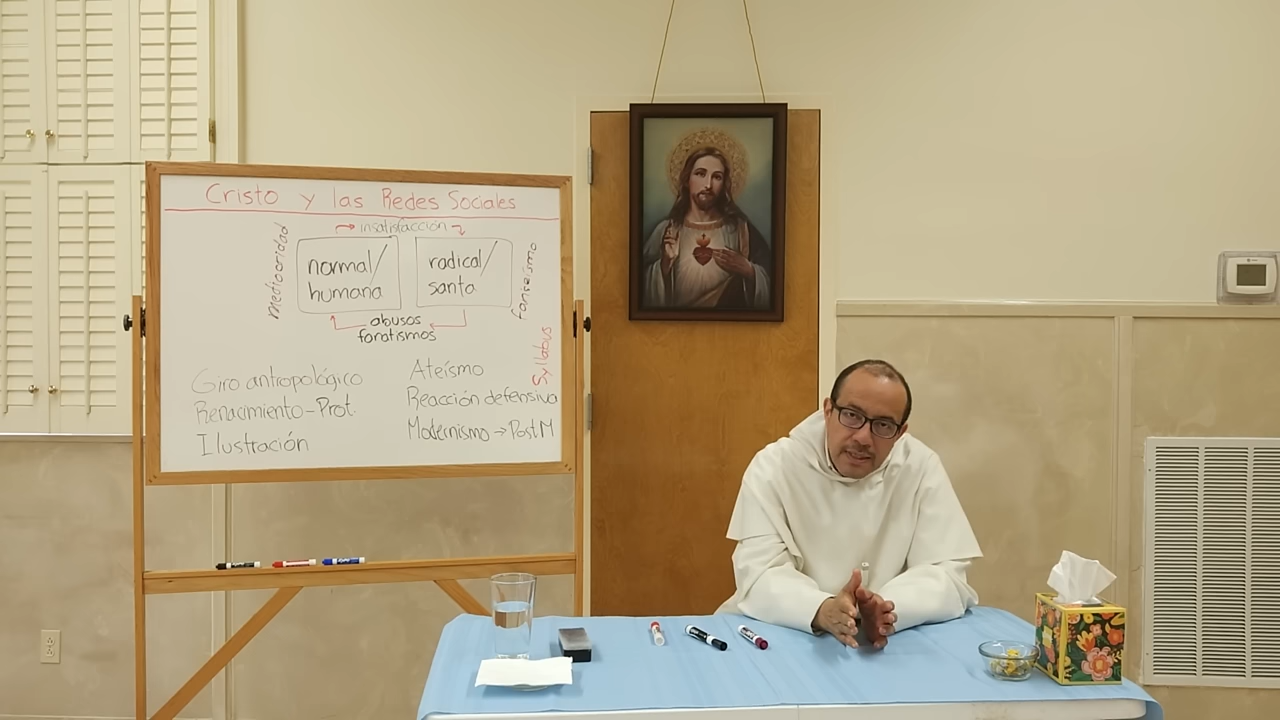 Cristo y las Redes Sociales
insatisfacción
mediocridad
normal/
humana
radical/
santa
fanatismo
abusos
fanatismos
Syllabus
Giro antropológico
Renacimiento-Prot.
Ilustración
Ateísmo
Reacción defensiva
Modernismo → PostM